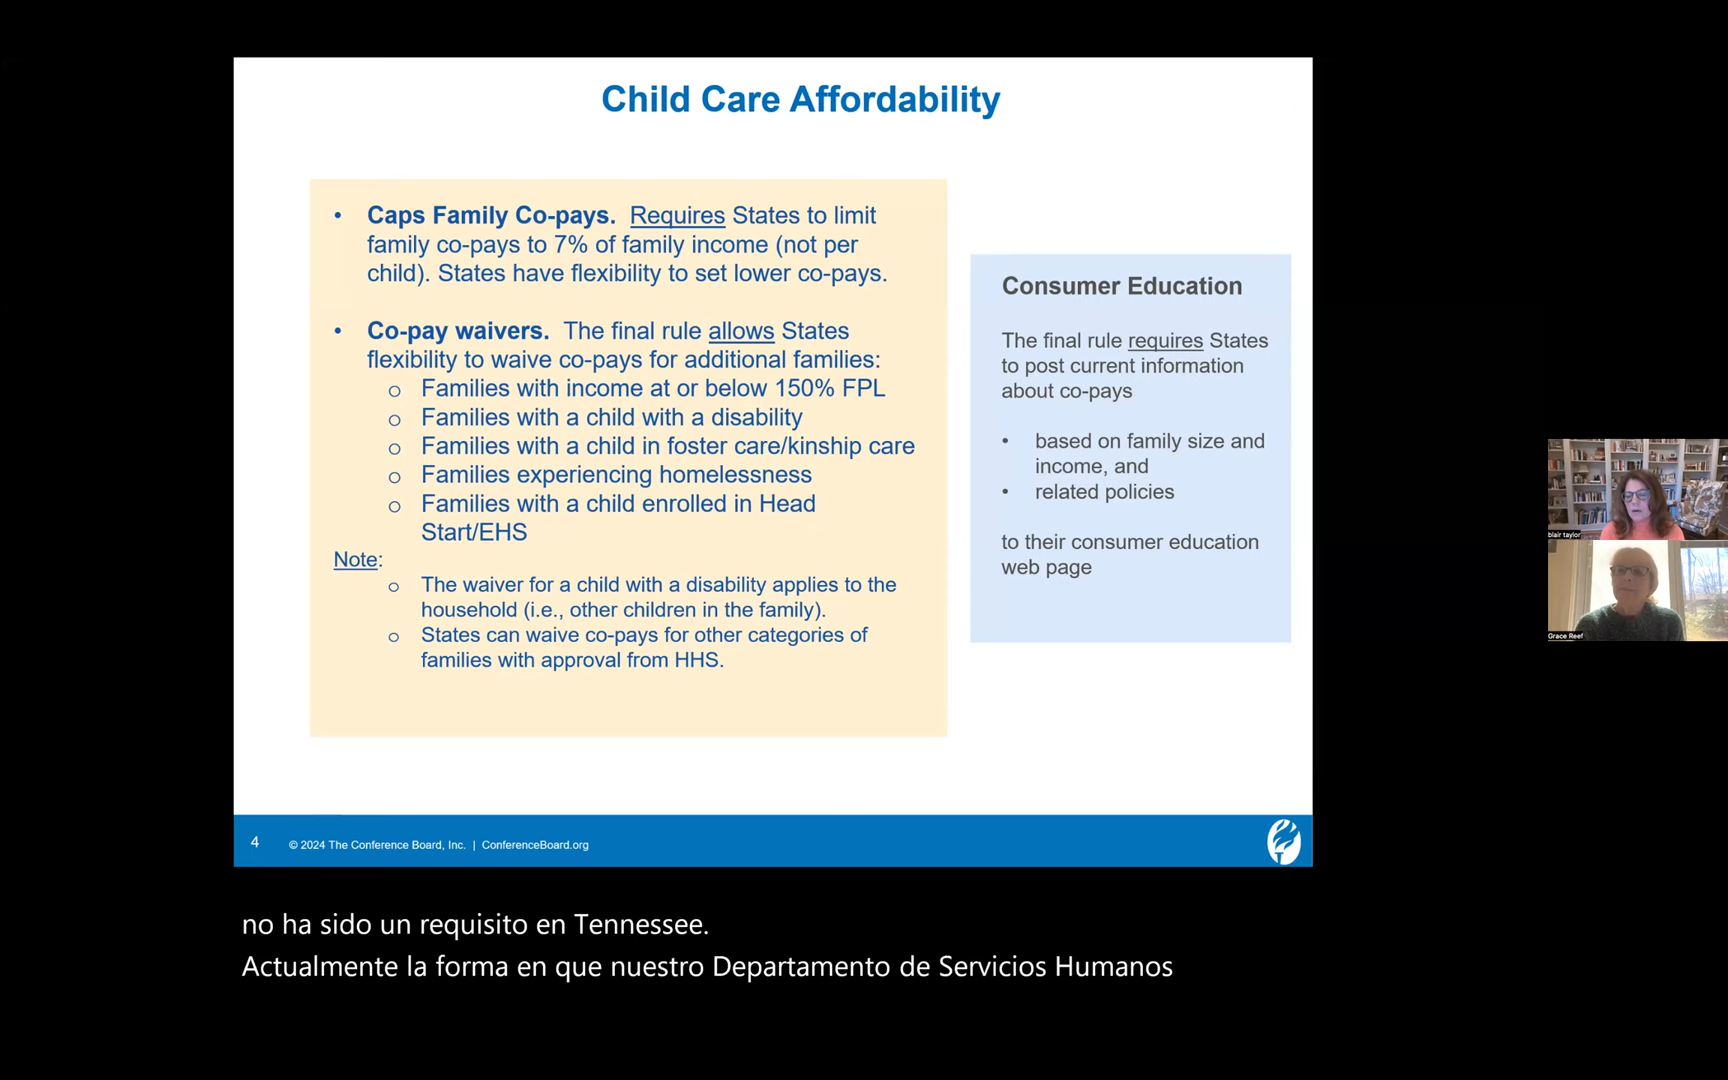 Child Care Affordability
• Caps Family Co-pays. Requires States to limit
family co-pays to 7% of family income (not per
child). States have flexibility to set lower co-pays.
• Co-pay waivers. The final rule allows States
flexibility to waive co-pays for additional families:
o Families with income at or below 150% FPL
o Families with a child with a disability
o Families with a child in foster care/kinship care
o Families experiencing homelessness
o Families with a child enrolled in Head
Start/EHS
Note:
o The waiver for a child with a disability applies to the
household (i.e., other children in the family).
o States can waive co-pays for other categories of
families with approval from HHS.
Consumer Education
The final rule requires States
to post current information
about co-pays
• based on family size and
income, and
• related policies
to their consumer education
web page
blair taylor
Grace Reef
4 © 2024 The Conference Board, Inc. | ConferenceBoard.org
no ha sido un requisito en Tennessee.
Actualmente la forma en que nuestro Departamento de Servicios Humanos